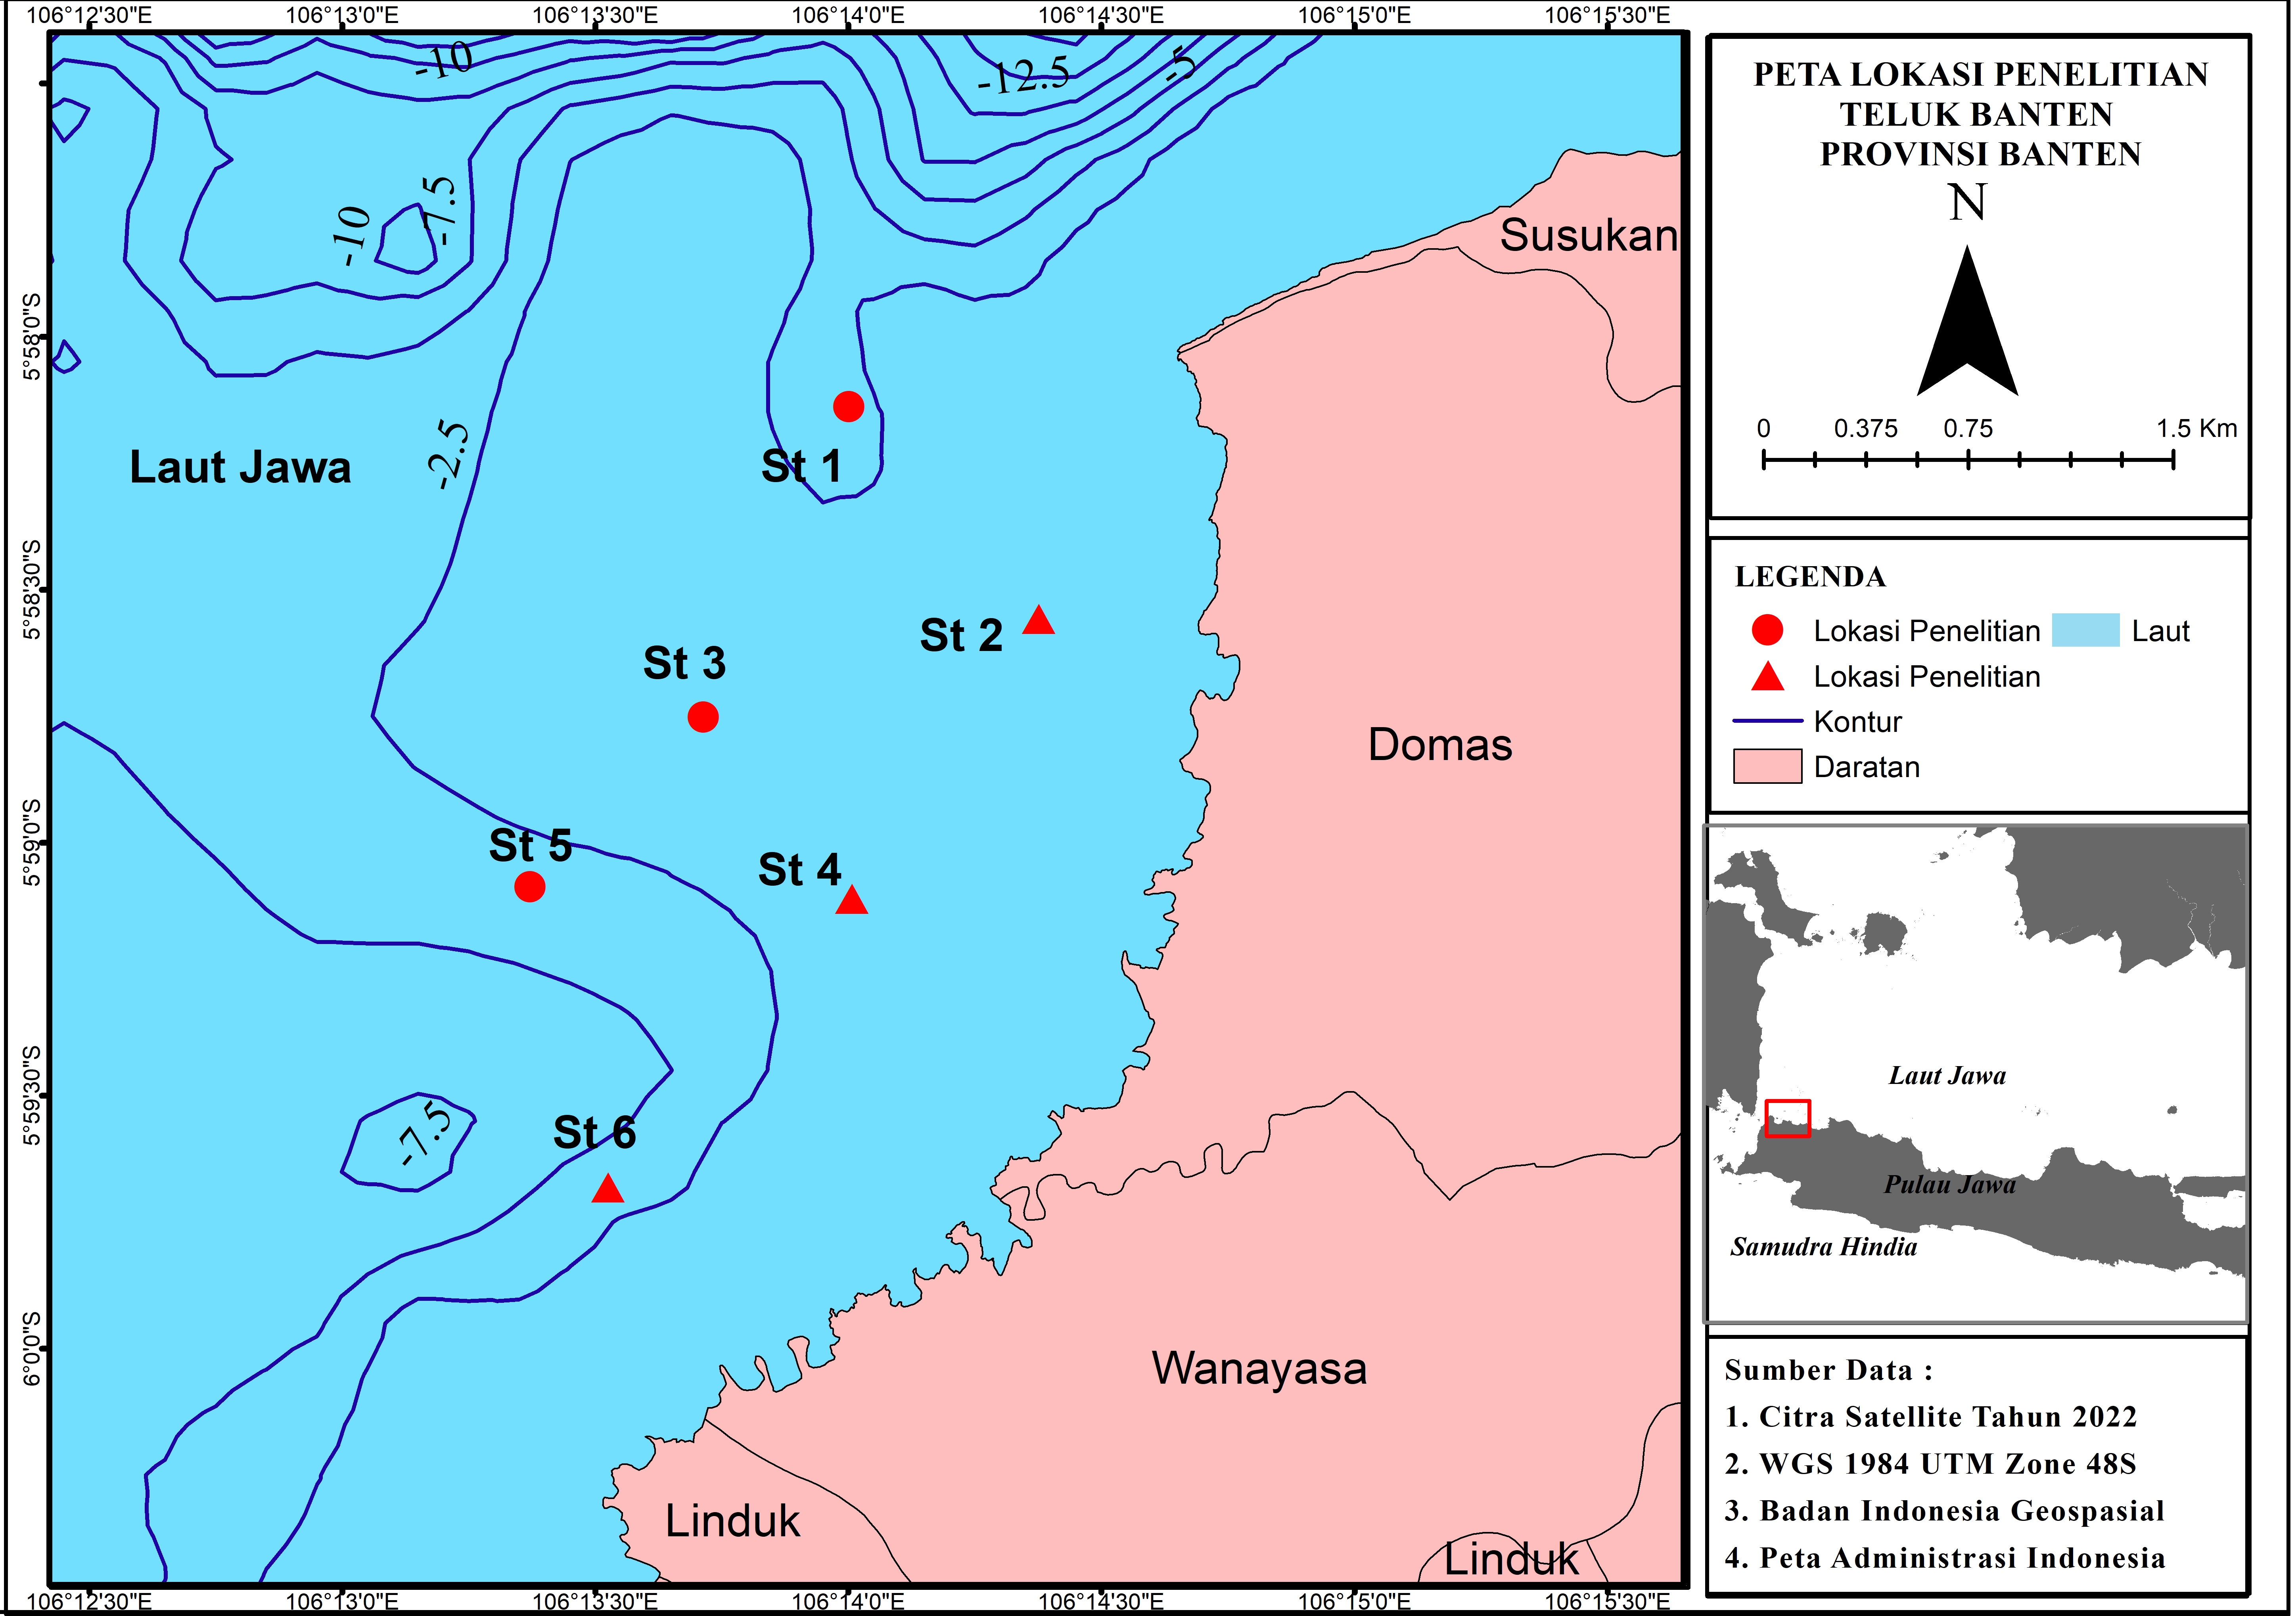 106°12'30"E 106°13'0"E 106°13'30"E 106°14'0"E 106°14'30"E 106°15'0"E 106°15'30"E
-10
-12.5
-5
-7.5
-10
Susukan
5°58'0"S
-2.5
Laut Jawa
St 1
5°58'30"S
St 2
St 3
Domas
5°59'0"S
St 5
St 4
5°59'30"S
-7.5
St 6
6°0'0"S
Wanayasa
Linduk
Linduk
106°12'30"E 106°13'0"E 106°13'30"E 106°14'0"E 106°14'30"E 106°15'0"E 106°15'30"E
PETA LOKASI PENELITIAN
TELUK BANTEN
PROVINSI BANTEN
N
0 0.375 0.75 1.5 Km
LEGENDA
Lokasi Penelitian Laut
Lokasi Penelitian
Kontur
Daratan
Laut Jawa
Pulau Jawa
Samudra Hindia
Sumber Data :
1. Citra Satellite Tahun 2022
2. WGS 1984 UTM Zone 48S
3. Badan Indonesia Geospasial
4. Peta Administrasi Indonesia